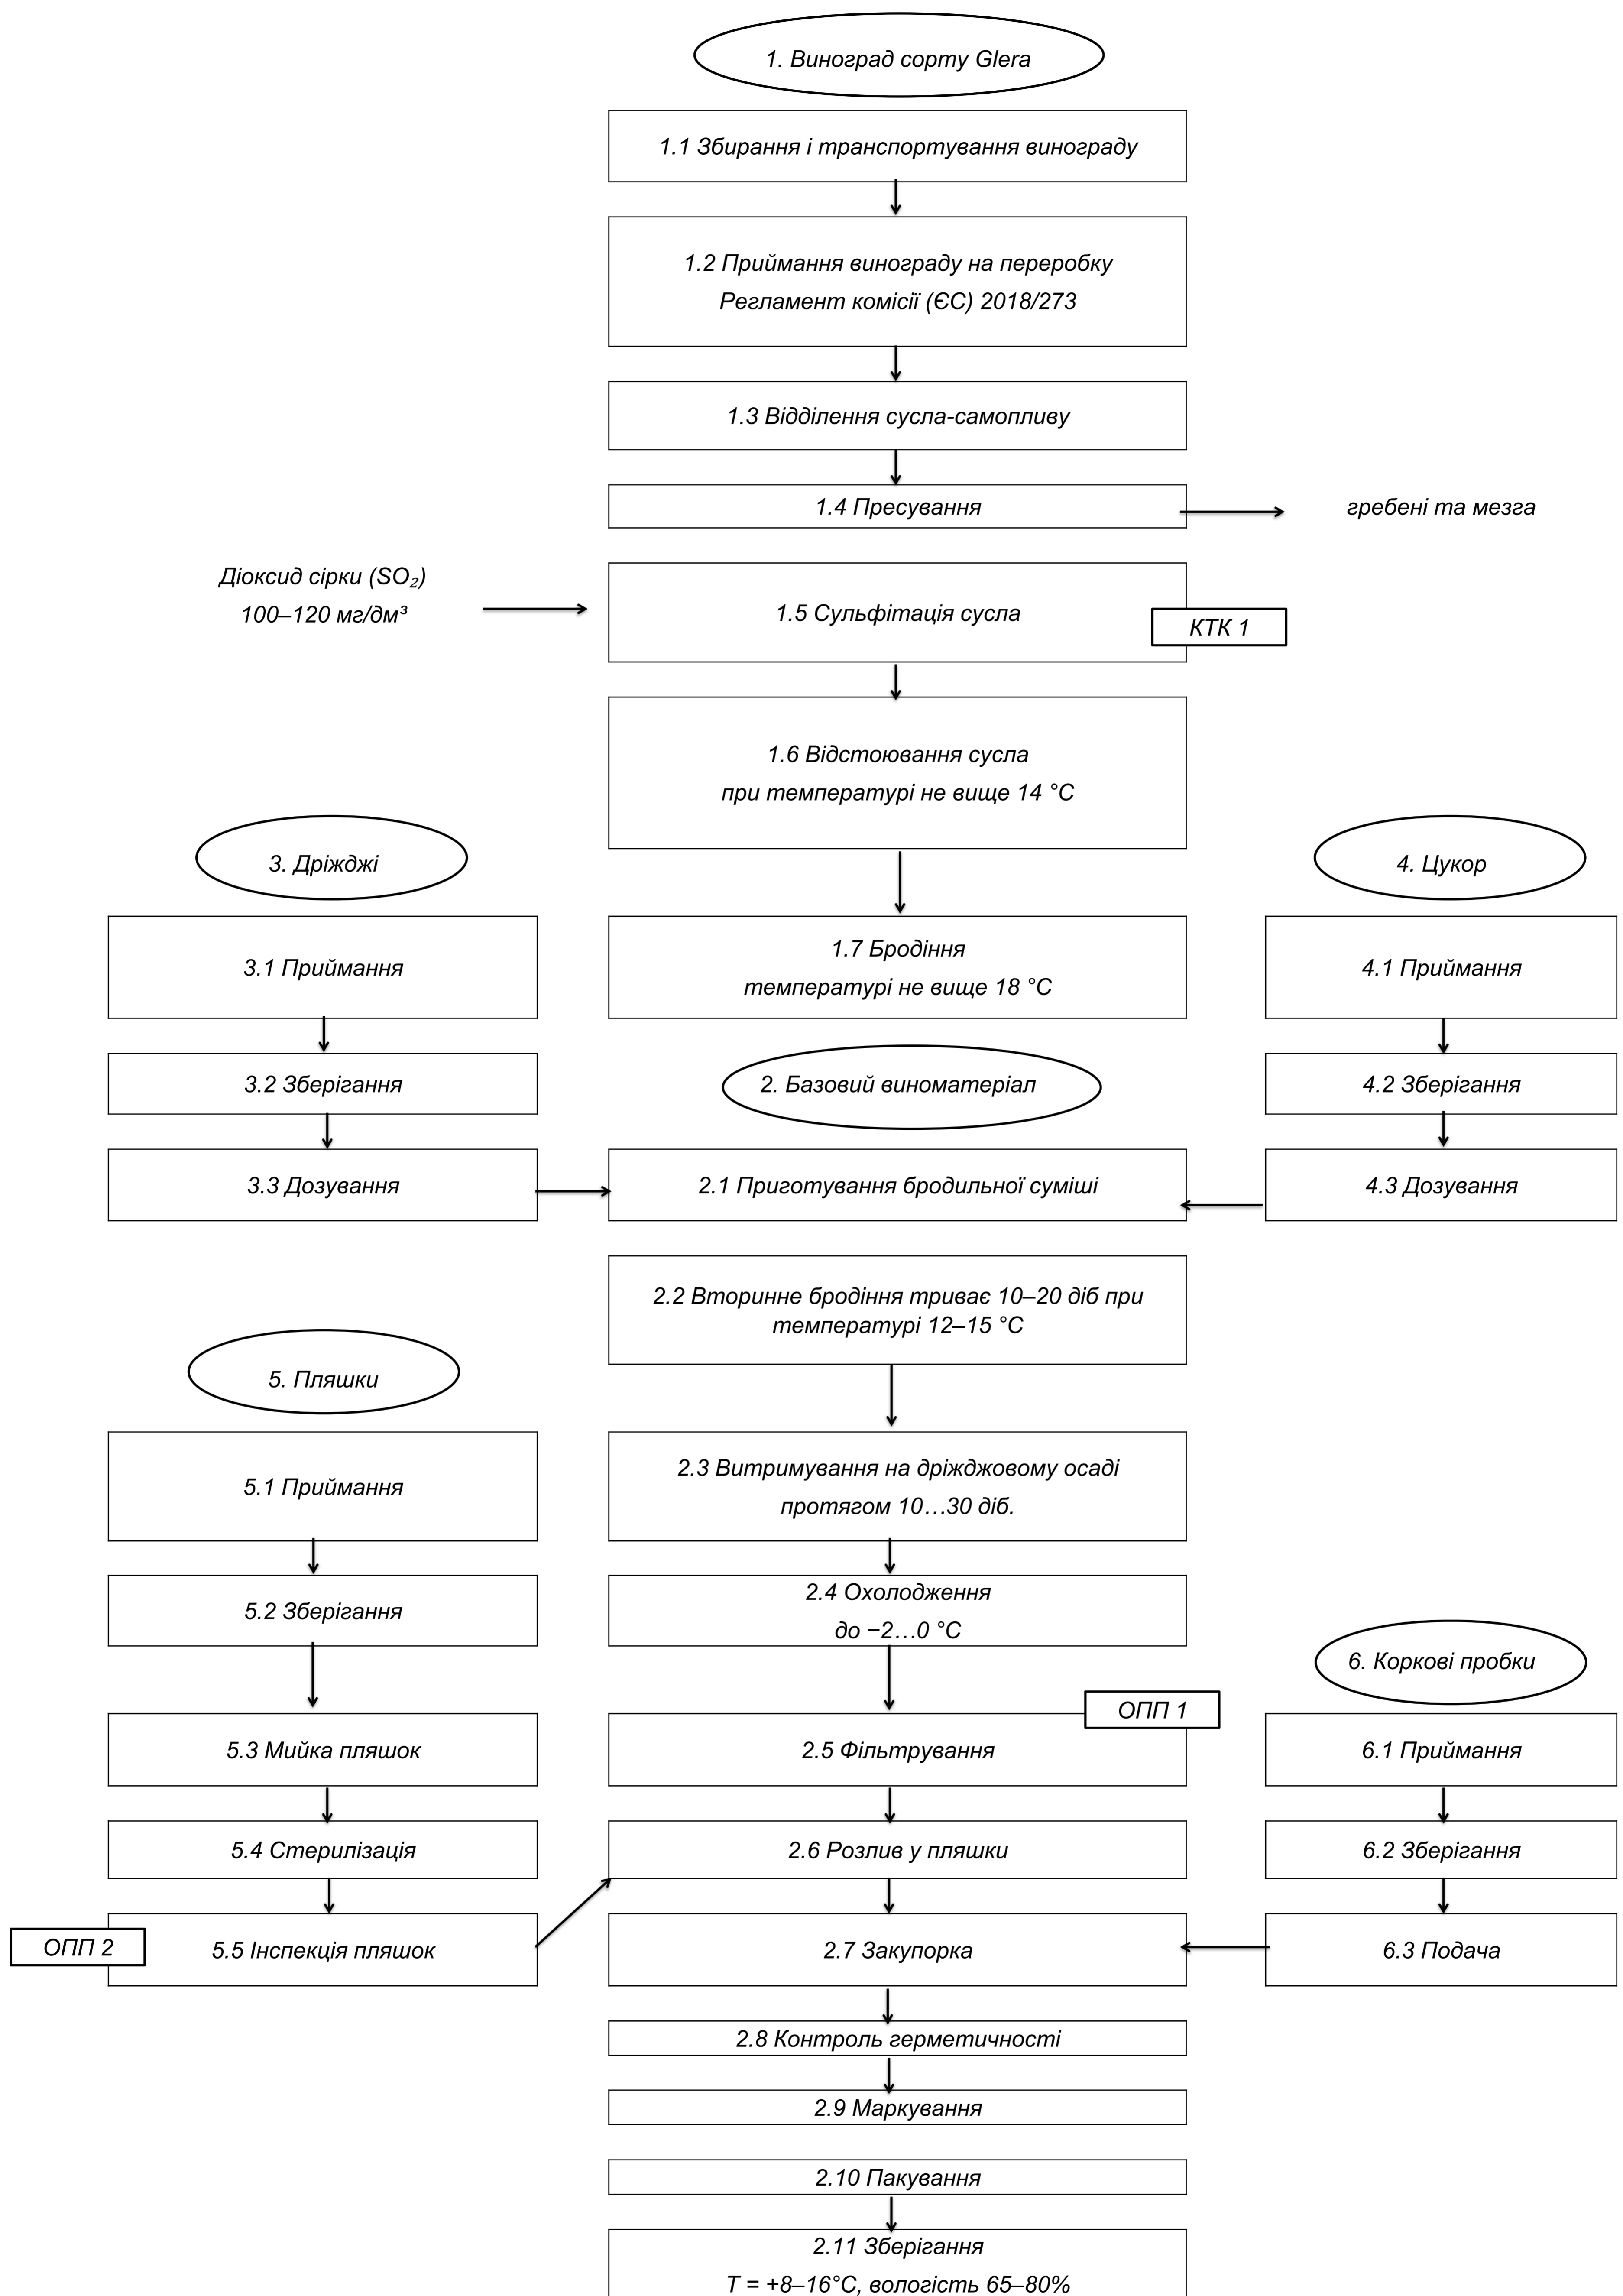 1. Виноград сорту Glera
1.1 Збирання і транспортування винограду
1.2 Приймання винограду на переробку
Регламент комісії (ЄС) 2018/273
1.3 Відділення сусла-самопливу
1.4 Пресування
гребені та мезга
Діоксид сірки (SO₂)
100–120 мг/дм³
1.5 Сульфітація сусла
КТК 1
1.6 Відстоювання сусла
при температурі не вище 14 °C
3. Дріжджі
4. Цукор
3.1 Приймання
1.7 Бродіння
температурі не вище 18 °C
4.1 Приймання
3.2 Зберігання
2. Базовий виноматеріал
4.2 Зберігання
3.3 Дозування
2.1 Приготування бродильної суміші
4.3 Дозування
2.2 Вторинне бродіння триває 10–20 діб при
температурі 12–15 °C
5. Пляшки
5.1 Приймання
2.3 Витримування на дріжджовому осаді
протягом 10…30 діб.
5.2 Зберігання
2.4 Охолодження
до −2…0 °C
6. Коркові пробки
ОПП 1
5.3 Мийка пляшок
2.5 Фільтрування
6.1 Приймання
5.4 Стерилізація
2.6 Розлив у пляшки
6.2 Зберігання
ОПП 2
5.5 Інспекція пляшок
2.7 Закупорка
6.3 Подача
2.8 Контроль герметичності
2.9 Маркування
2.10 Пакування
2.11 Зберігання
T = +8–16°C, вологість 65–80%